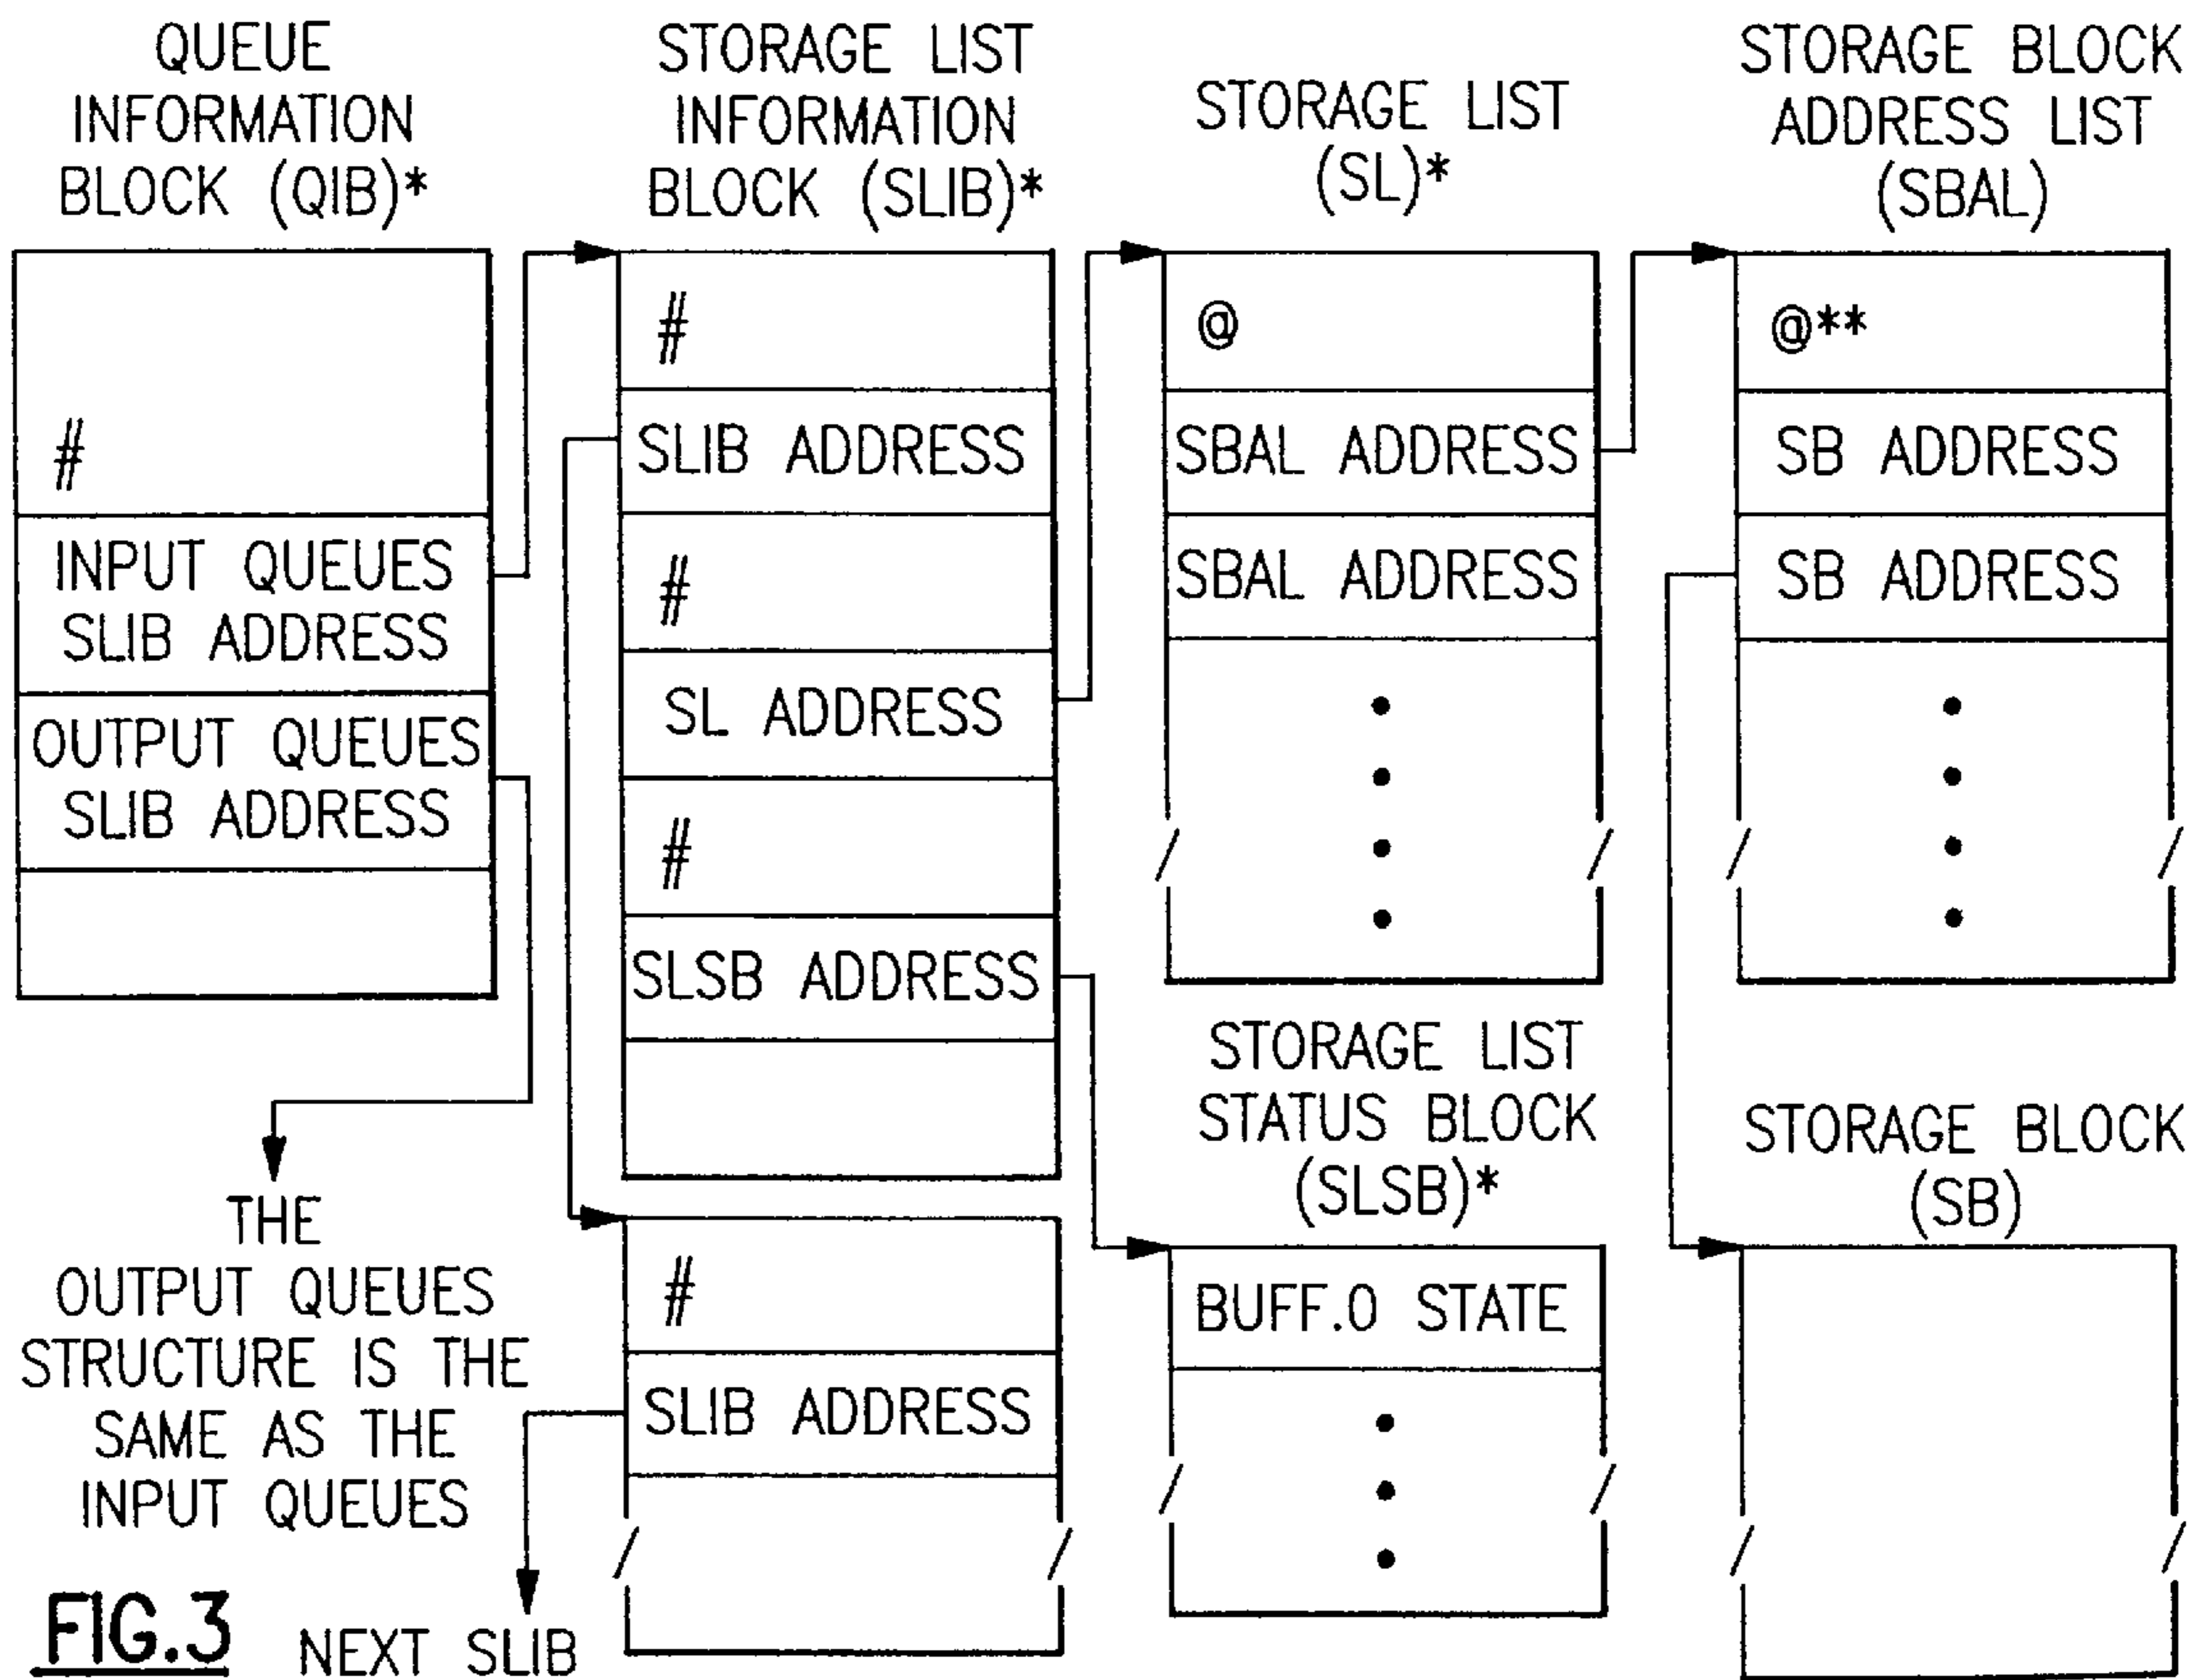 QUEUE
INFORMATION
BLOCK (QIB)*
#
INPUT QUEUES
SLIB ADDRESS
OUTPUT QUEUES
SLIB ADDRESS
THE
OUTPUT QUEUES
STRUCTURE IS THE
SAME AS THE
INPUT QUEUES
STORAGE LIST
INFORMATION
BLOCK (SLIB)*
#
SLIB ADDRESS
#
SL ADDRESS
#
SLSB ADDRESS
#
SLIB ADDRESS
NEXT SLIB
STORAGE LIST
(SL)*
@
SBAL ADDRESS
SBAL ADDRESS
STORAGE LIST
STATUS BLOCK
(SLSB)*
BUFF.0 STATE
STORAGE BLOCK
ADDRESS LIST
(SBAL)
@**
SB ADDRESS
SB ADDRESS
STORAGE BLOCK
(SB)
FIG.3